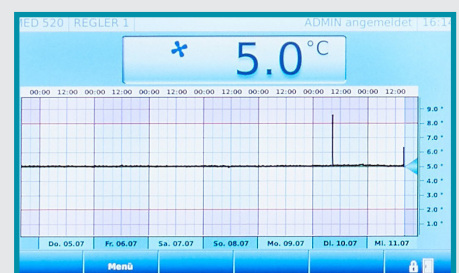 MED 520 | REGLER 1 | ADMIN angemeldet | 16:14
5.0 °C
00:00 12:00 00:00 12:00 00:00 12:00 00:00 12:00 00:00 12:00 00:00 12:00 00:00 12:00
9.0 °
8.0 °
7.0 °
6.0 °
5.0 °
4.0 °
3.0 °
2.0 °
1.0 °
Do. 05.07 Fr. 06.07 Sa. 07.07 So. 08.07 Mo. 09.07 Di. 10.07 Mi. 11.07
Menü